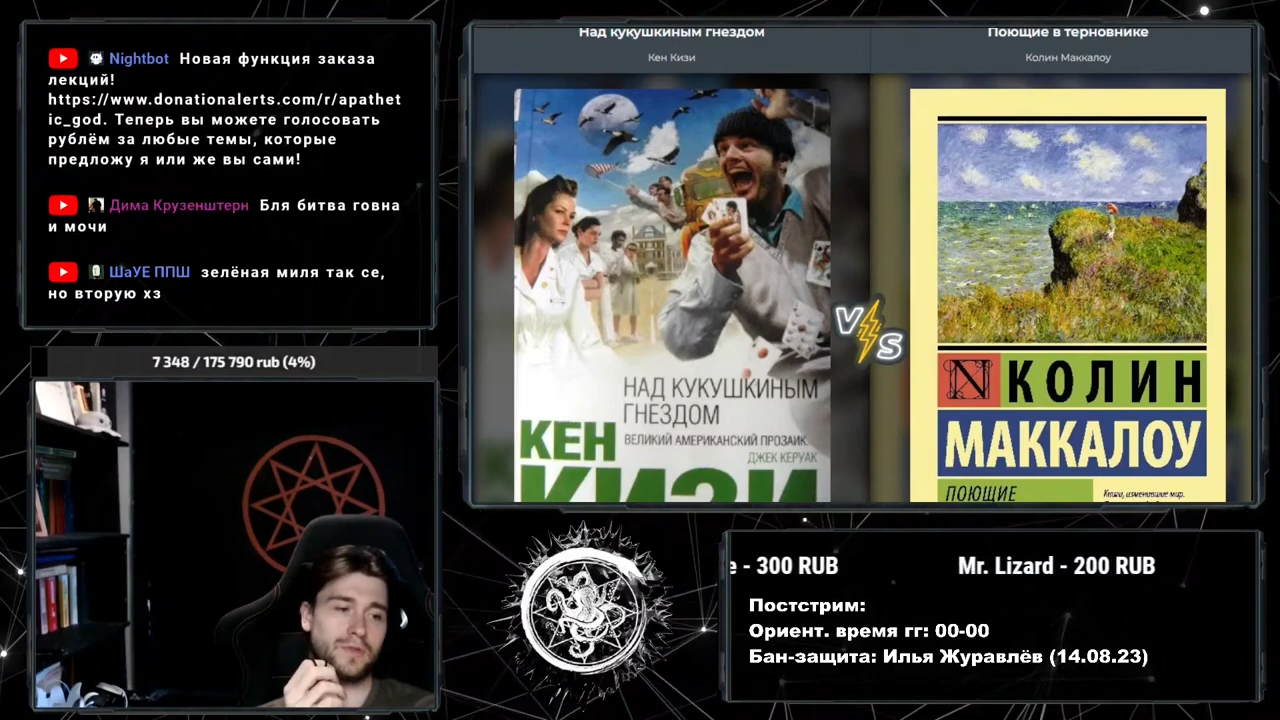 Nightbot Новая функция заказа
лекций!
https://www.donationalerts.com/r/apathet
ic_god. Теперь вы можете голосовать
рублём за любые темы, которые
предложу я или же вы сами!
Дима Крузенштерн Бля битва говна
и мочи
ШаУЕ ППШ зелёная миля так се,
но вторую хз
7 348 / 175 790 rub (4%)
Над кукушкиным гнездом
Кен Кизи
НАД КУКУШКИНЫМ
ГНЕЗДОМ
ВЕЛИКИЙ АМЕРИКАНСКИЙ ПРОЗАИК.
ДЖЕК КЕРУАК
КЕН
КИЗИ
VS
Поющие в терновнике
Колин Маккалоу
N КОЛИН
МАККАЛОУ
ПОЮЩИЕ
Книги, изменившие мир.
e - 300 RUB
Mr. Lizard - 200 RUB
Постстрим:
Ориент. время гг: 00-00
Бан-защита: Илья Журавлёв (14.08.23)